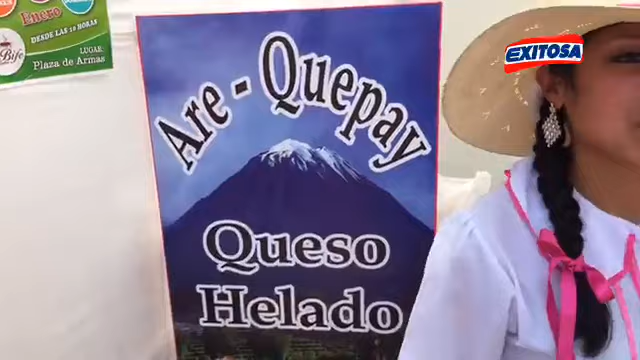 Enero
DESDE LAS 10 HORAS
LUGAR:
Plaza de Armas
Bife
Are - Quepay
Queso
Helado
EXITOSA